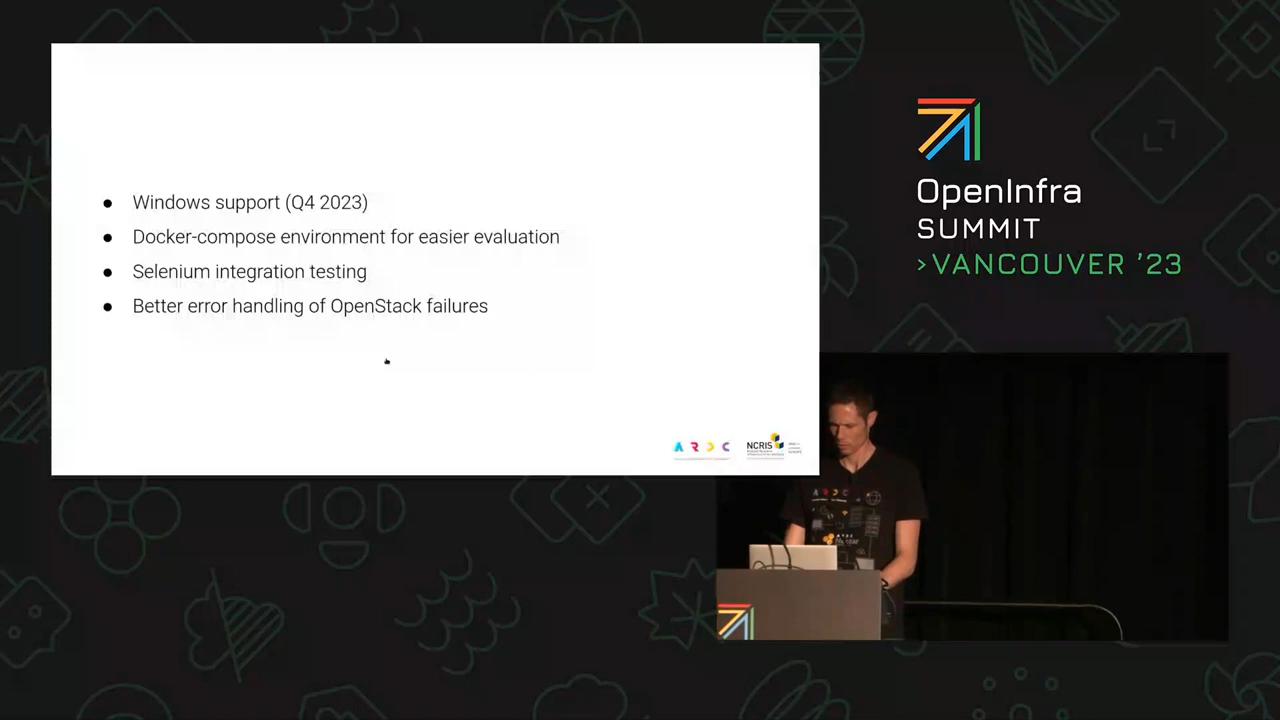 ● Windows support (Q4 2023)
● Docker-compose environment for easier evaluation
● Selenium integration testing
● Better error handling of OpenStack failures
ARDC
NCRIS
OpenInfra
SUMMIT
>VANCOUVER '23
ARDC